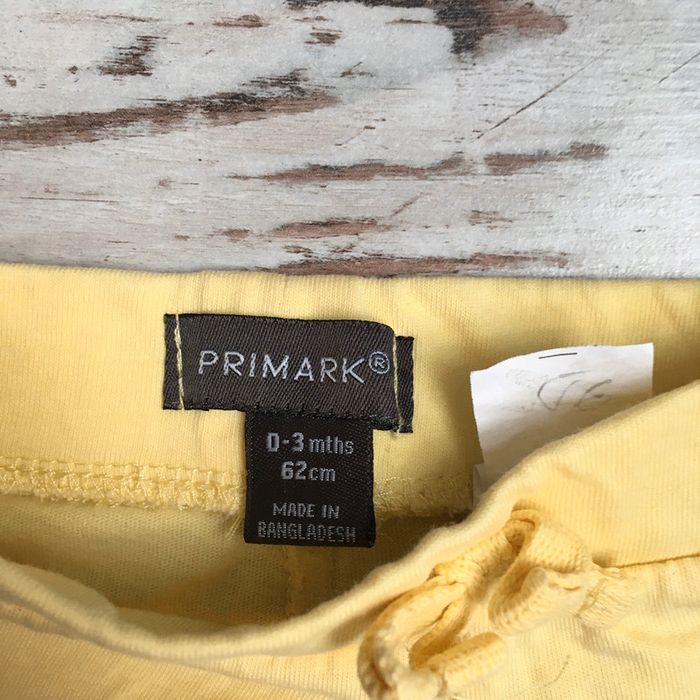 PRIMARK®
0-3 mths
62cm
MADE IN
BANGLADESH